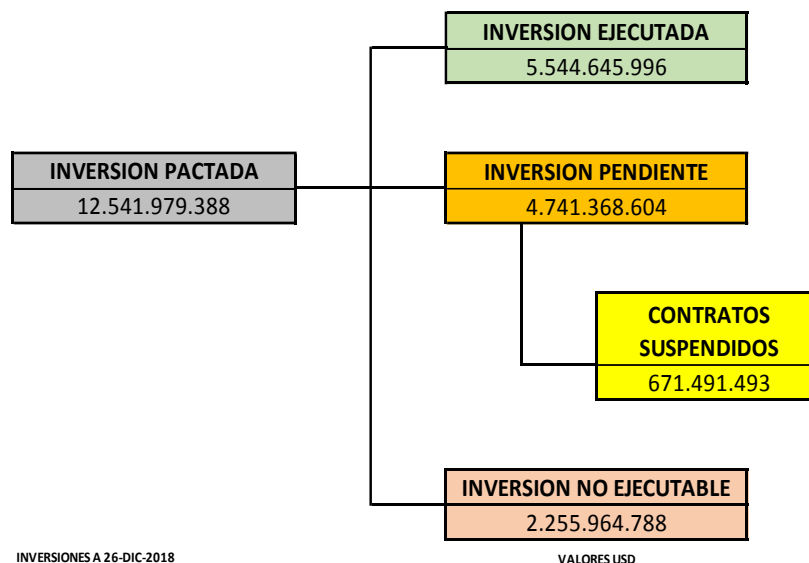 INVERSION EJECUTADA
5.544.645.996
INVERSION PACTADA
12.541.979.388
INVERSION PENDIENTE
4.741.368.604
CONTRATOS
SUSPENDIDOS
671.491.493
INVERSION NO EJECUTABLE
2.255.964.788
INVERSIONES A 26-DIC-2018
VALORES USD